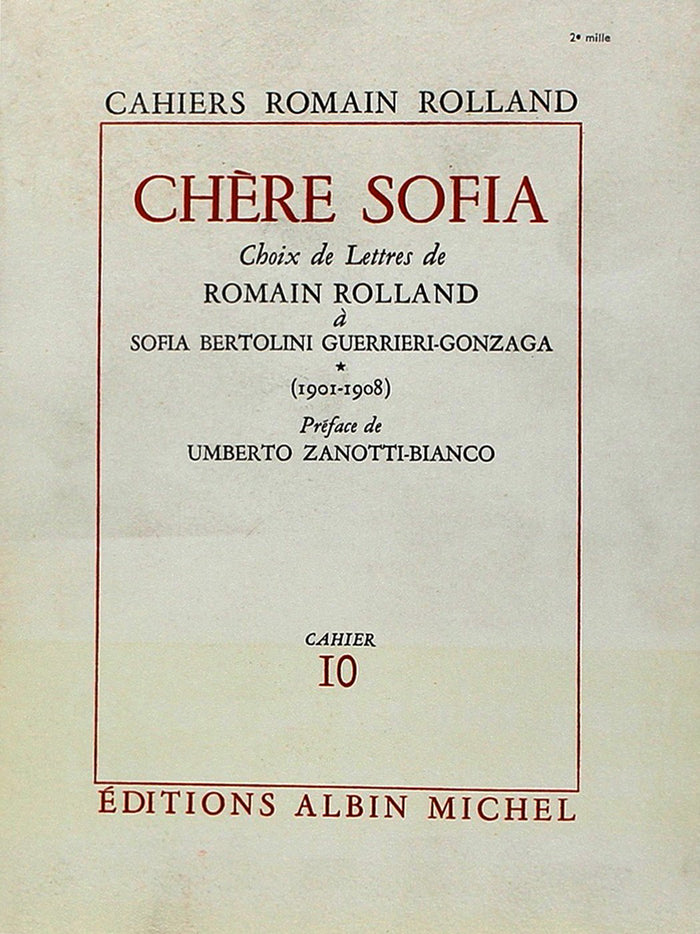 2e mille
CAHIERS ROMAIN ROLLAND
CHÈRE SOFIA
Choix de Lettres de
ROMAIN ROLLAND
à
SOFIA BERTOLINI GUERRIERI-GONZAGA
★
(1901-1908)
Préface de
UMBERTO ZANOTTI-BIANCO
CAHIER
10
ÉDITIONS ALBIN MICHEL